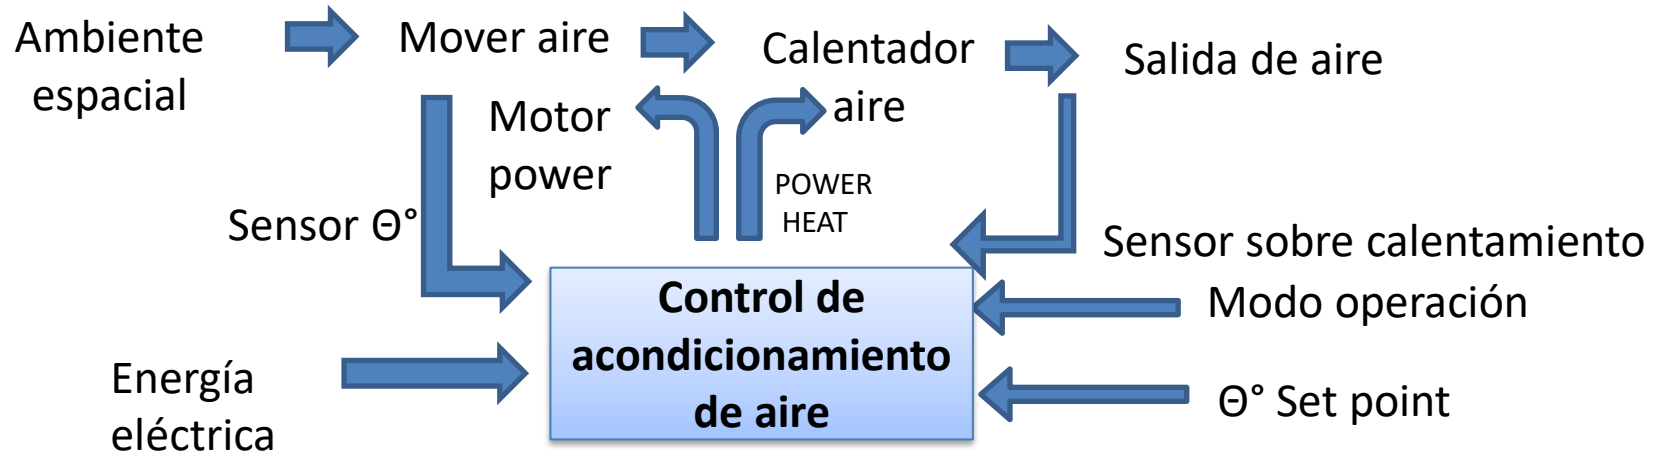 Ambiente
espacial
Mover aire
Calentador
aire
Salida de aire
Motor
power
POWER
HEAT
Sensor Θ°
Sensor sobre calentamiento
Modo operación
Control de
acondicionamiento
de aire
Energía
eléctrica
Θ° Set point